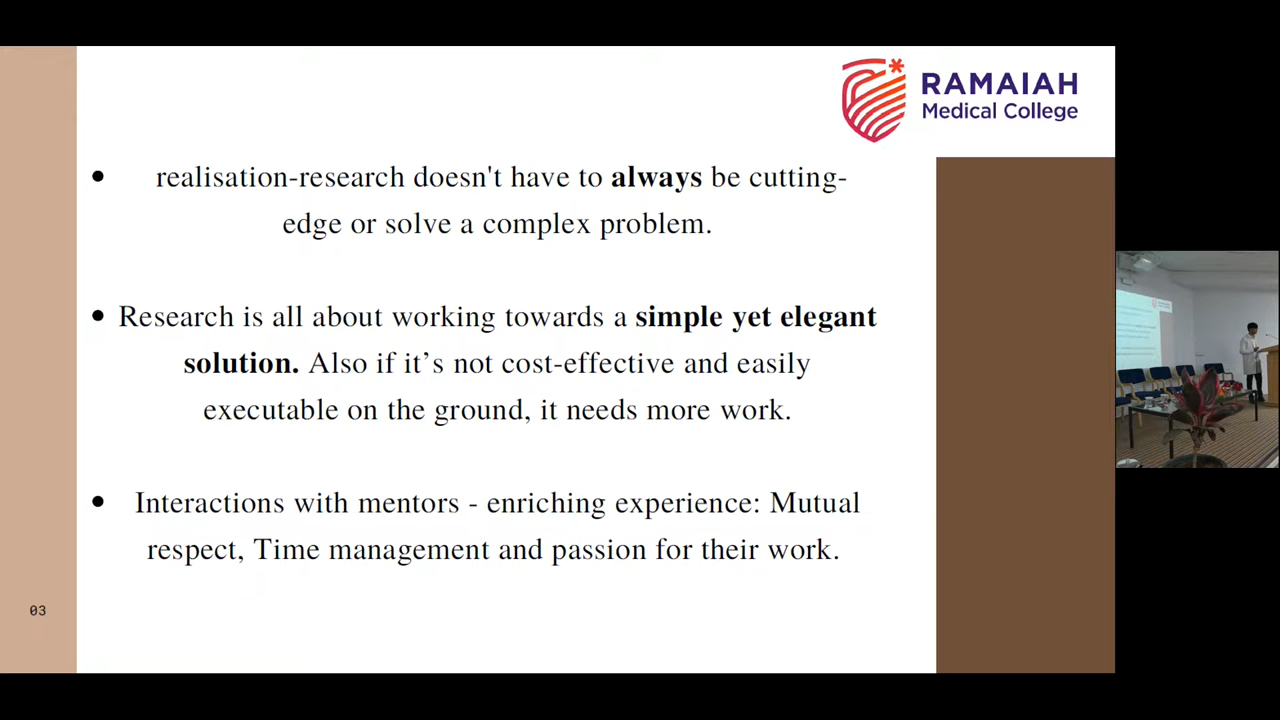 RAMAIAH
Medical College
realisation-research doesn't have to always be cutting-
edge or solve a complex problem.
Research is all about working towards a simple yet elegant
solution. Also if it’s not cost-effective and easily
executable on the ground, it needs more work.
Interactions with mentors - enriching experience: Mutual
respect, Time management and passion for their work.
03